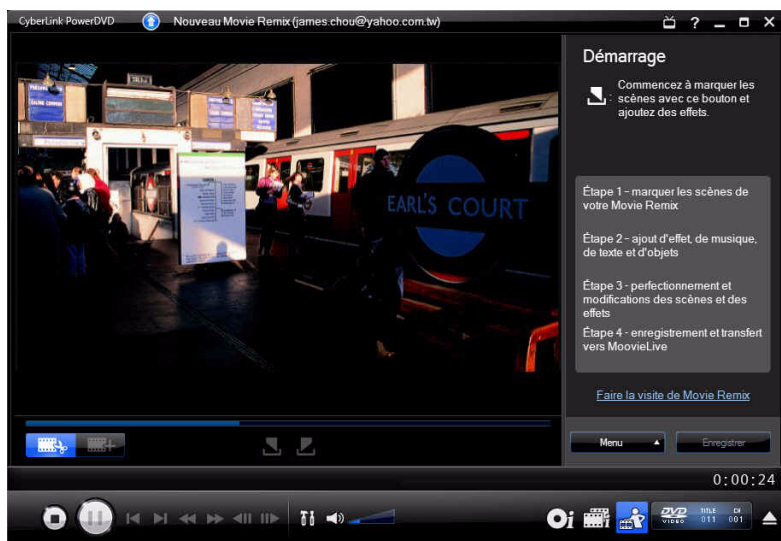 CyberLink PowerDVD
Nouveau Movie Remix (james.chou@yahoo.com.tw)
EARL'S COURT
Démarrage
: Commencez à marquer les
scènes avec ce bouton et
ajoutez des effets.
Étape 1 - marquer les scènes de
votre Movie Remix
Étape 2 - ajout d'effet, de musique,
de texte et d'objets
Étape 3 - perfectionnement et
modifications des scènes et des
effets
Étape 4 - enregistrement et transfert
vers MoovieLive
Faire la visite de Movie Remix
Menu
Enregistrer
0:00:24
DVD
VIDEO
TITLE
011
CH
001